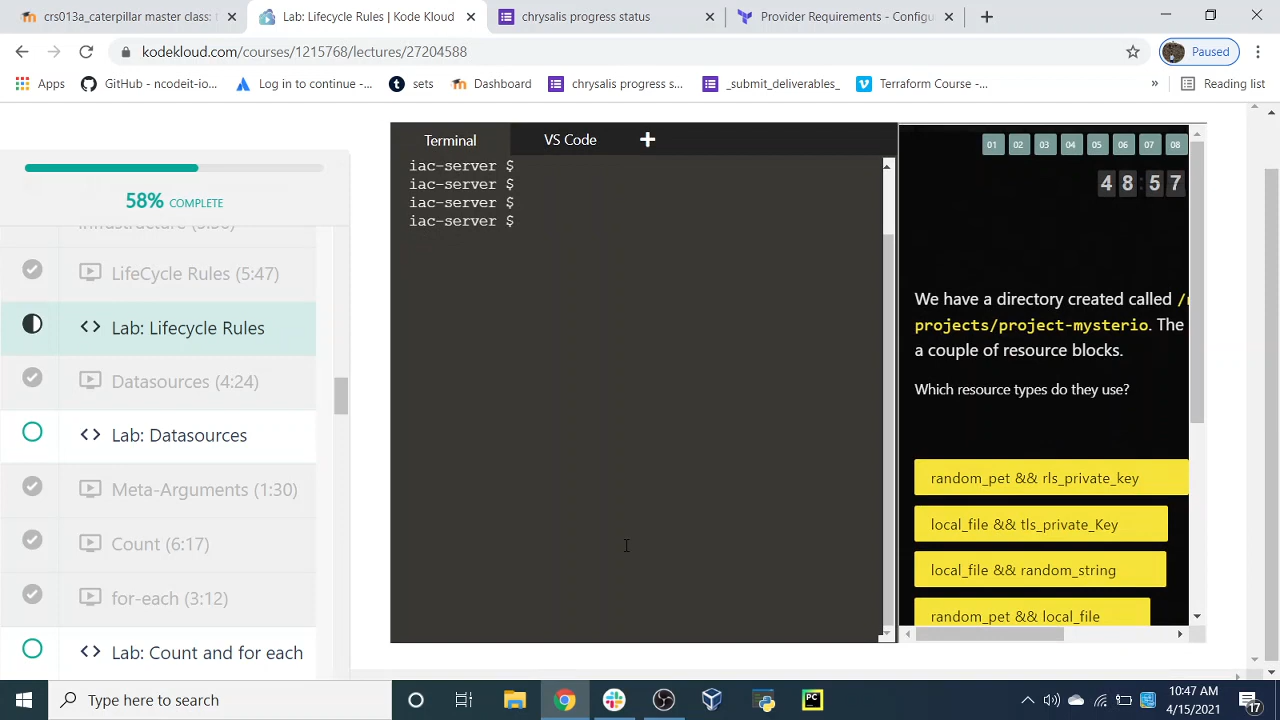 crs013a_caterpillar master class: t
Lab: Lifecycle Rules | Kode Kloud
chrysalis progress status
Provider Requirements - Configu
kodekloud.com/courses/1215768/lectures/27204588
Paused
Apps
GitHub - ncodeit-io...
Log in to continue -...
sets
Dashboard
chrysalis progress s...
_submit_deliverables_
Terraform Course -...
»
Reading list
58% COMPLETE
LifeCycle Rules (5:47)
Lab: Lifecycle Rules
Datasources (4:24)
Lab: Datasources
Meta-Arguments (1:30)
Count (6:17)
for-each (3:12)
Lab: Count and for each
Terminal
VS Code
iac-server $
iac-server $
iac-server $
iac-server $
01 02 03 04 05 06 07 08
48:57
We have a directory created called /
projects/project-mysterio. The
a couple of resource blocks.
Which resource types do they use?
random_pet && rls_private_key
local_file && tls_private_Key
local_file && random_string
random_pet && local_file
Type here to search
PC
10:47 AM
4/15/2021
17